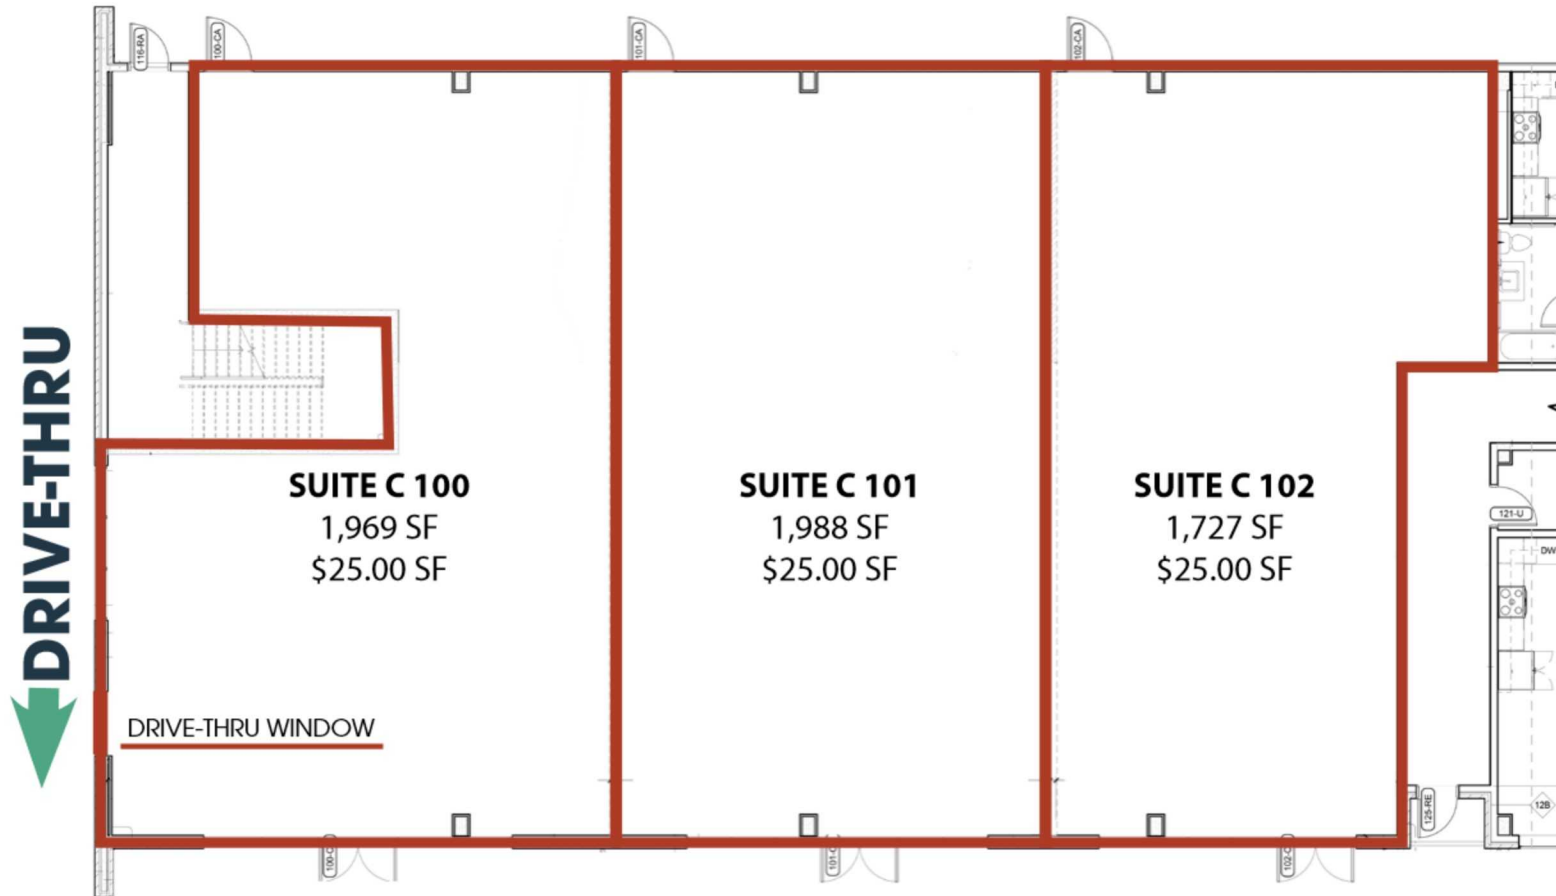 116-RA
100-CA
101-CA
102-CA
DRIVE-THRU
SUITE C 100
1,969 SF
$25.00 SF
SUITE C 101
1,988 SF
$25.00 SF
SUITE C 102
1,727 SF
$25.00 SF
121-U
DW
DRIVE-THRU WINDOW
125-RE
12B